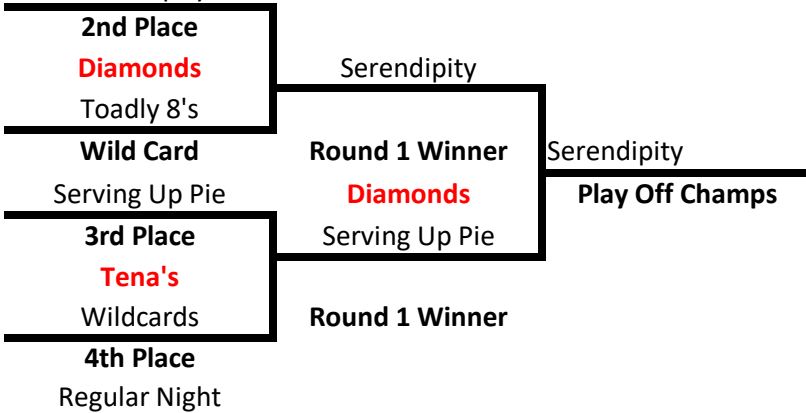 2nd Place
Diamonds
Serendipity
Toadly 8's
Wild Card
Round 1 Winner
Serendipity
Serving Up Pie
Diamonds
Play Off Champs
3rd Place
Serving Up Pie
Tena's
Wildcards
Round 1 Winner
4th Place
Regular Night